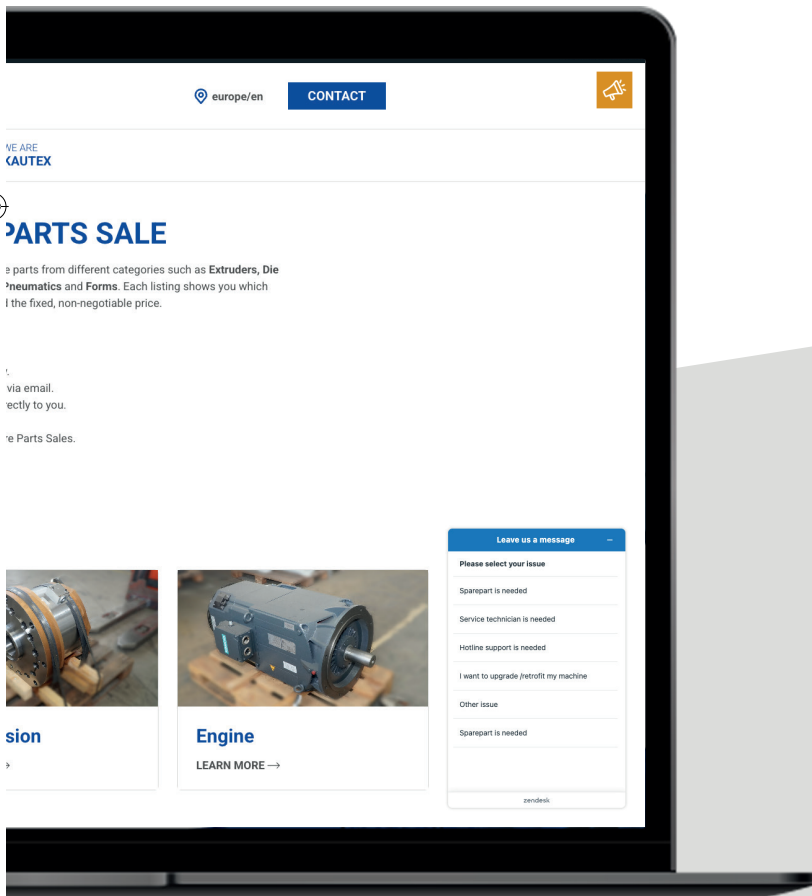 europe/en
CONTACT
WE ARE
KAUTEX
PARTS SALE
e parts from different categories such as Extruders, Die
Pneumatics and Forms. Each listing shows you which
the fixed, non-negotiable price.
via email.
rectly to you.
re Parts Sales.
Leave us a message
Please select your issue
Sparepart is needed
Service technician is needed
Hotline support is needed
I want to upgrade /retrofit my machine
Other issue
Sparepart is needed
zendesk
sion
Engine
LEARN MORE